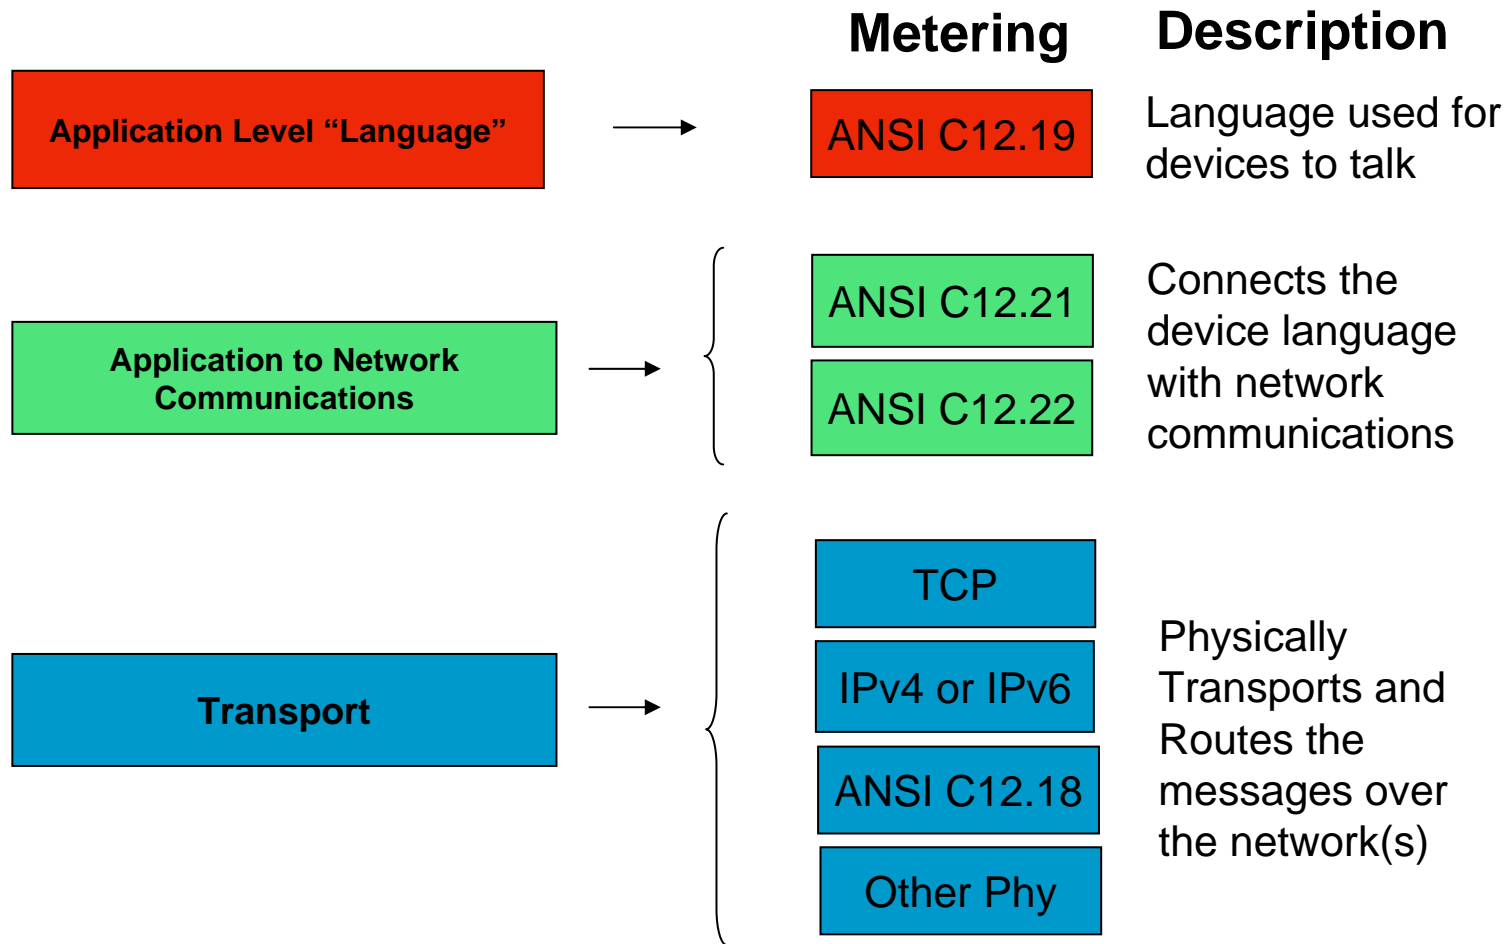 Metering Description
Application Level “Language”
ANSI C12.19
Language used for
devices to talk
Application to Network
Communications
ANSI C12.21
ANSI C12.22
Connects the
device language
with network
communications
Transport
TCP
IPv4 or IPv6
ANSI C12.18
Other Phy
Physically
Transports and
Routes the
messages over
the network(s)